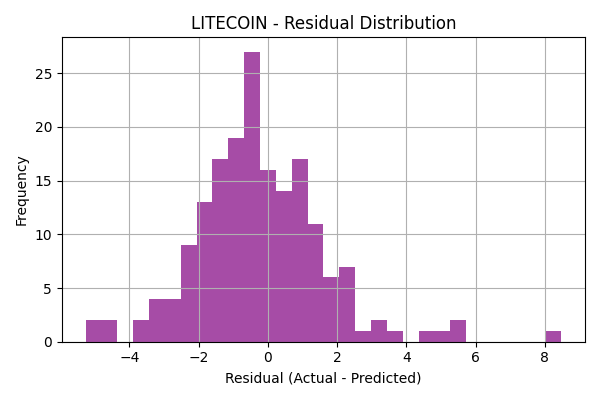 LITECOIN - Residual Distribution
Frequency
25
20
15
10
5
0
−4 −2 0 2 4 6 8
Residual (Actual - Predicted)